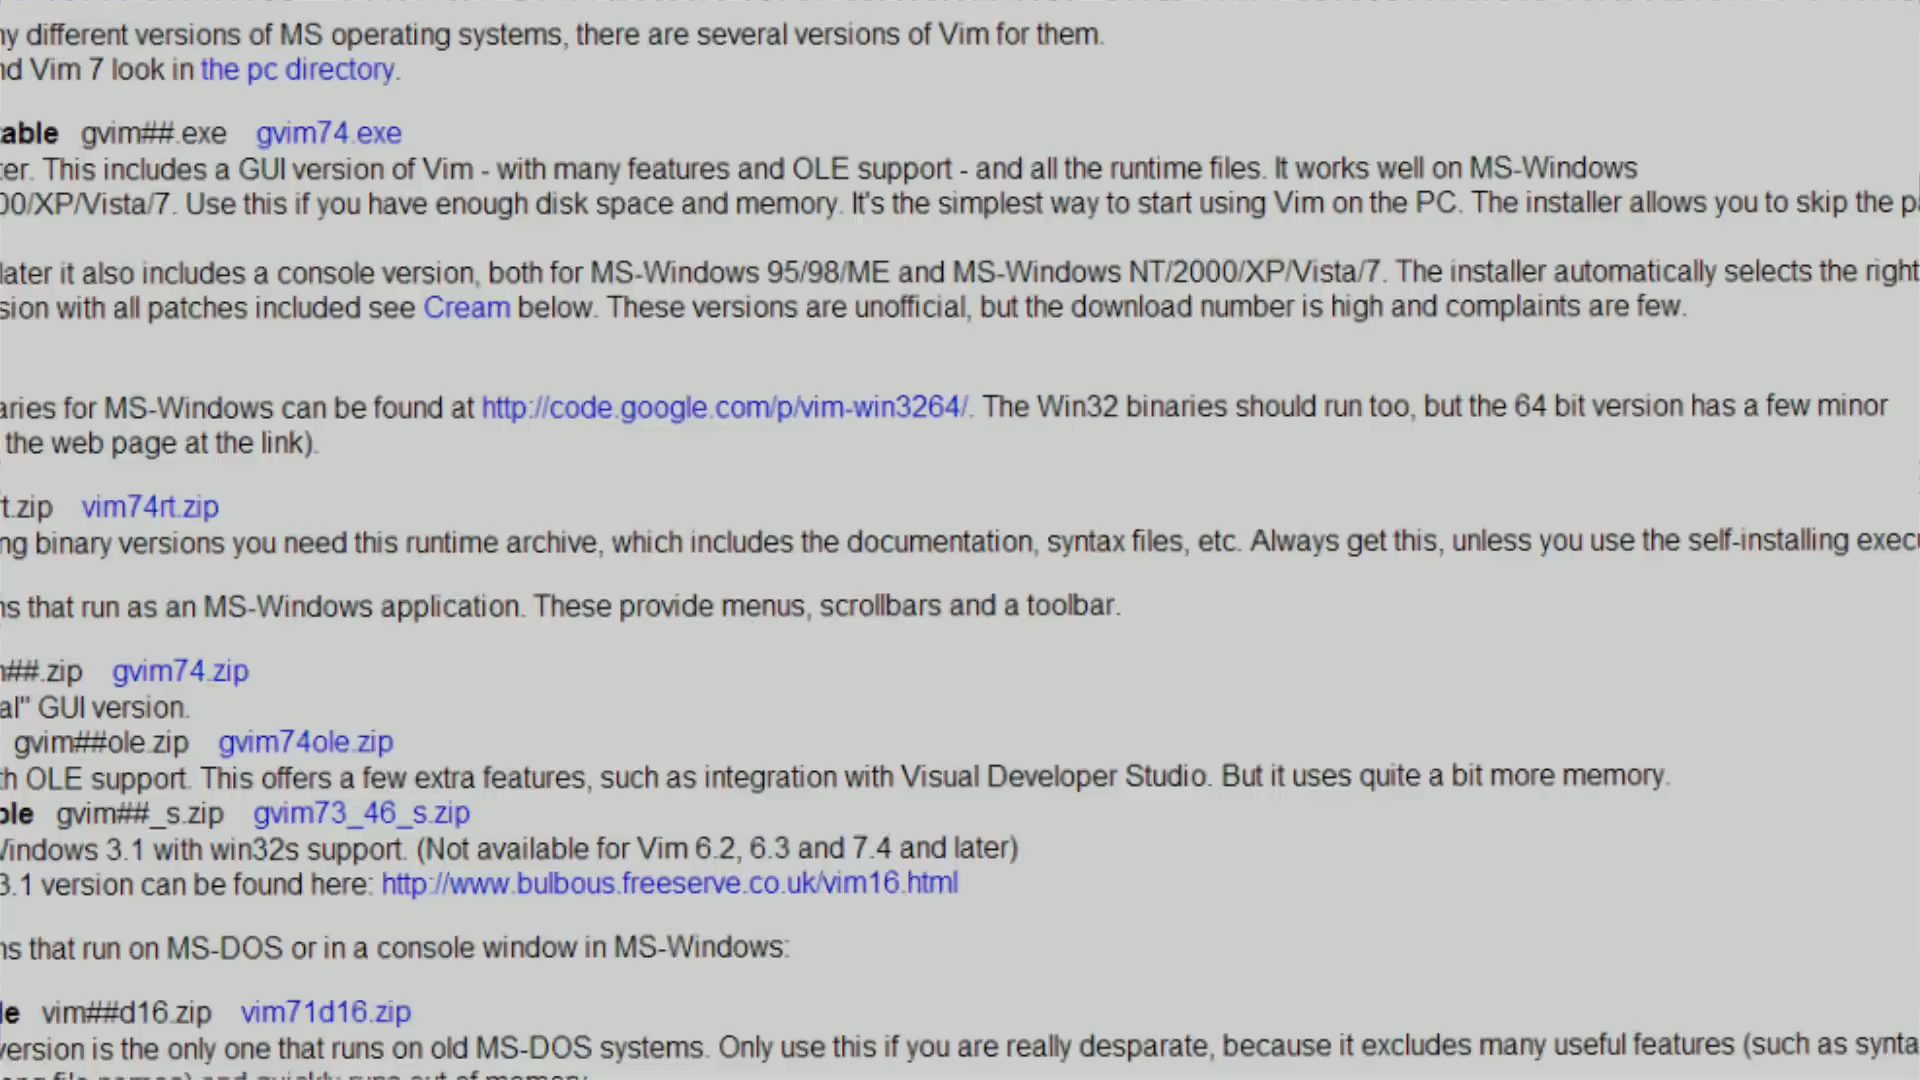 different versions of MS operating systems, there are several versions of Vim for them.
Vim 7 look in the pc directory.
gvim##.exe gvim74.exe
This includes a GUI version of Vim - with many features and OLE support - and all the runtime files. It works well on MS-Windows
/XP/Vista/7. Use this if you have enough disk space and memory. It's the simplest way to start using Vim on the PC. The installer allows you to skip the
later it also includes a console version, both for MS-Windows 95/98/ME and MS-Windows NT/2000/XP/Vista/7. The installer automatically selects the right
with all patches included see Cream below. These versions are unofficial, but the download number is high and complaints are few.
for MS-Windows can be found at http://code.google.com/p/vim-win3264/. The Win32 binaries should run too, but the 64 bit version has a few minor
the web page at the link).
t.zip vim74rt.zip
binary versions you need this runtime archive, which includes the documentation, syntax files, etc. Always get this, unless you use the self-installing
that run as an MS-Windows application. These provide menus, scrollbars and a toolbar.
##.zip gvim74.zip
al" GUI version.
gvim##ole.zip gvim74ole.zip
OLE support. This offers a few extra features, such as integration with Visual Developer Studio. But it uses quite a bit more memory.
gvim##_s.zip gvim73_46_s.zip
Windows 3.1 with win32s support. (Not available for Vim 6.2, 6.3 and 7.4 and later)
3.1 version can be found here: http://www.bulbous.freeserve.co.uk/vim16.html
that run on MS-DOS or in a console window in MS-Windows:
vim##d16.zip vim71d16.zip
version is the only one that runs on old MS-DOS systems. Only use this if you are really desparate, because it excludes many useful features (such as